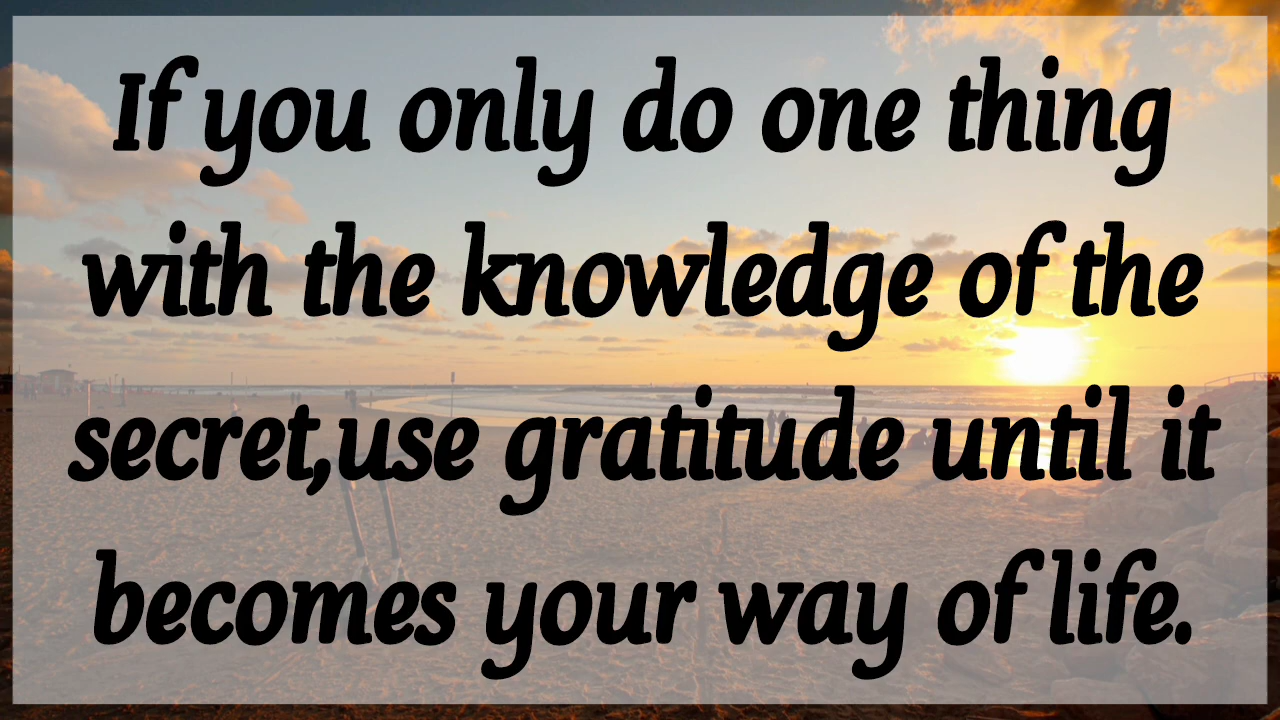 If you only do one thing
with the knowledge of the
secret,use gratitude until it
becomes your way of life.